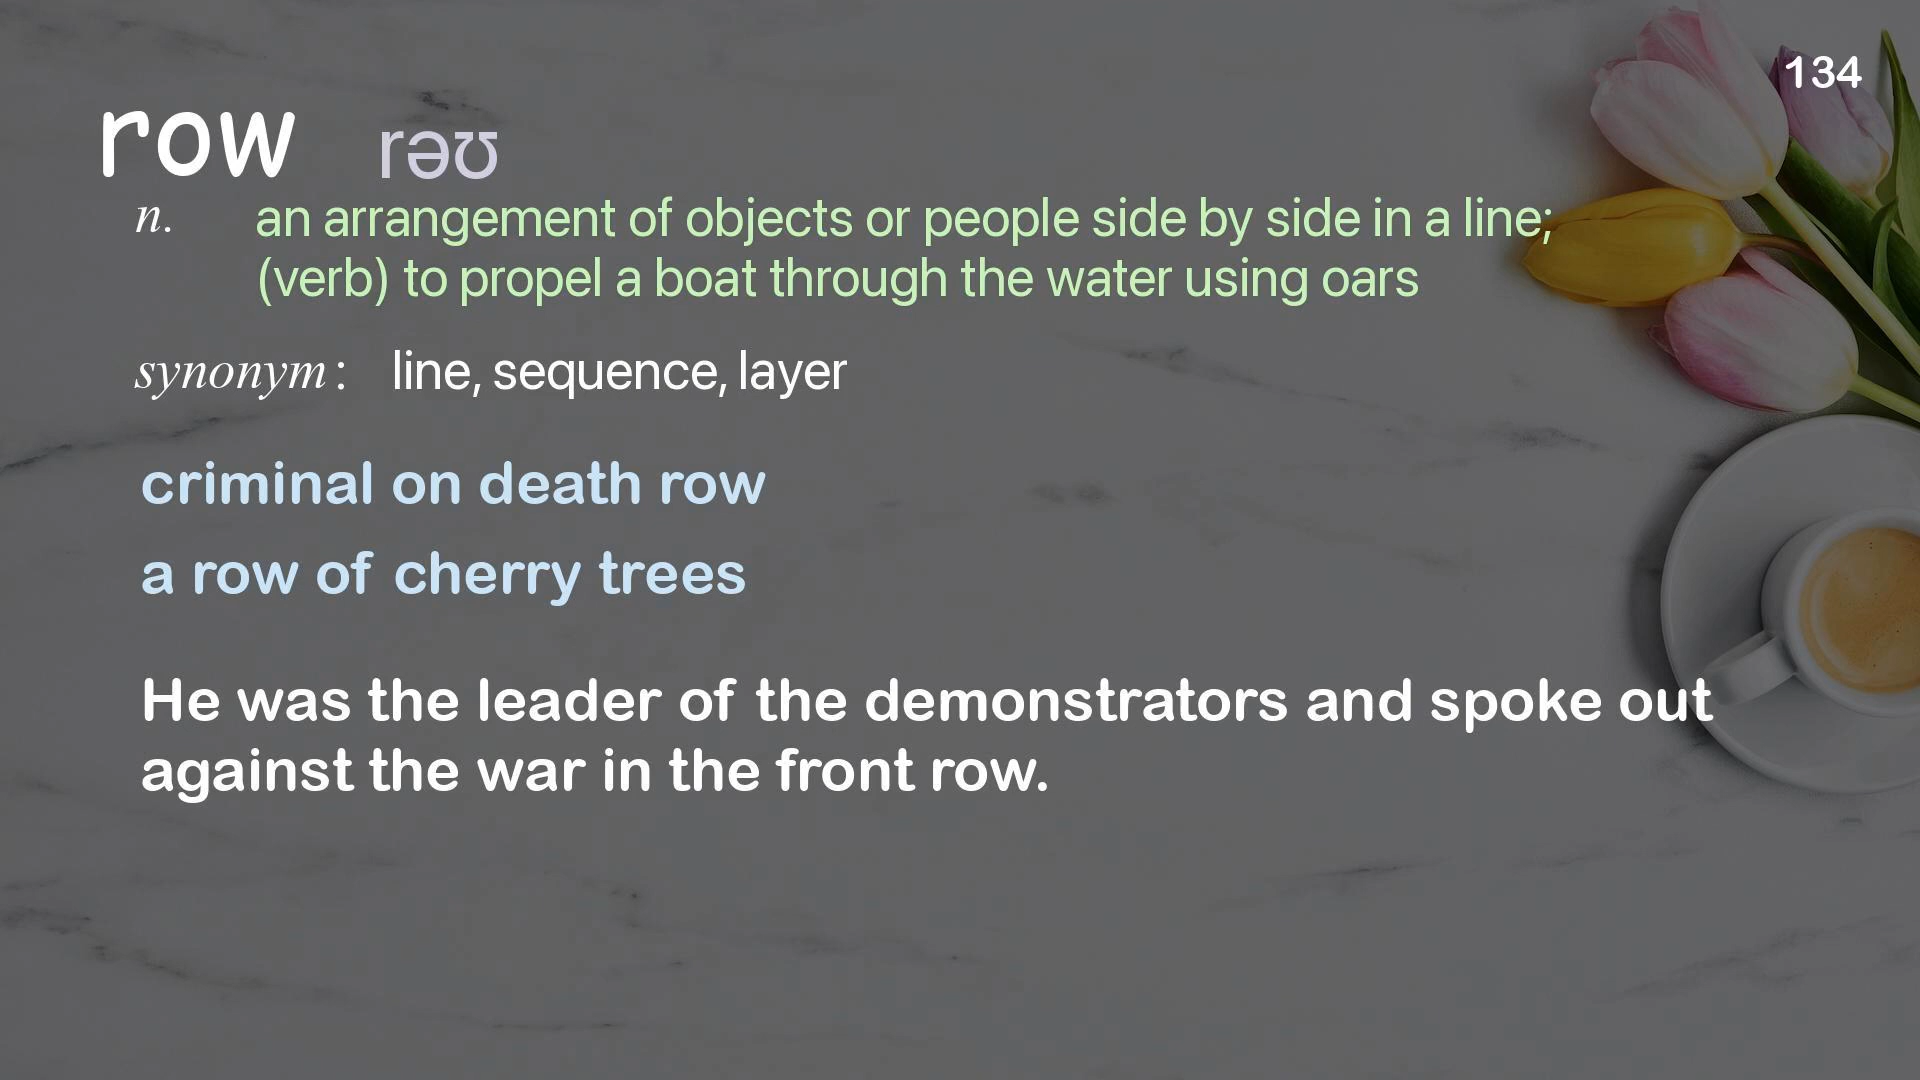 134
row rəʊ
n. an arrangement of objects or people side by side in a line;
(verb) to propel a boat through the water using oars
synonym: line, sequence, layer
criminal on death row
a row of cherry trees
He was the leader of the demonstrators and spoke out
against the war in the front row.